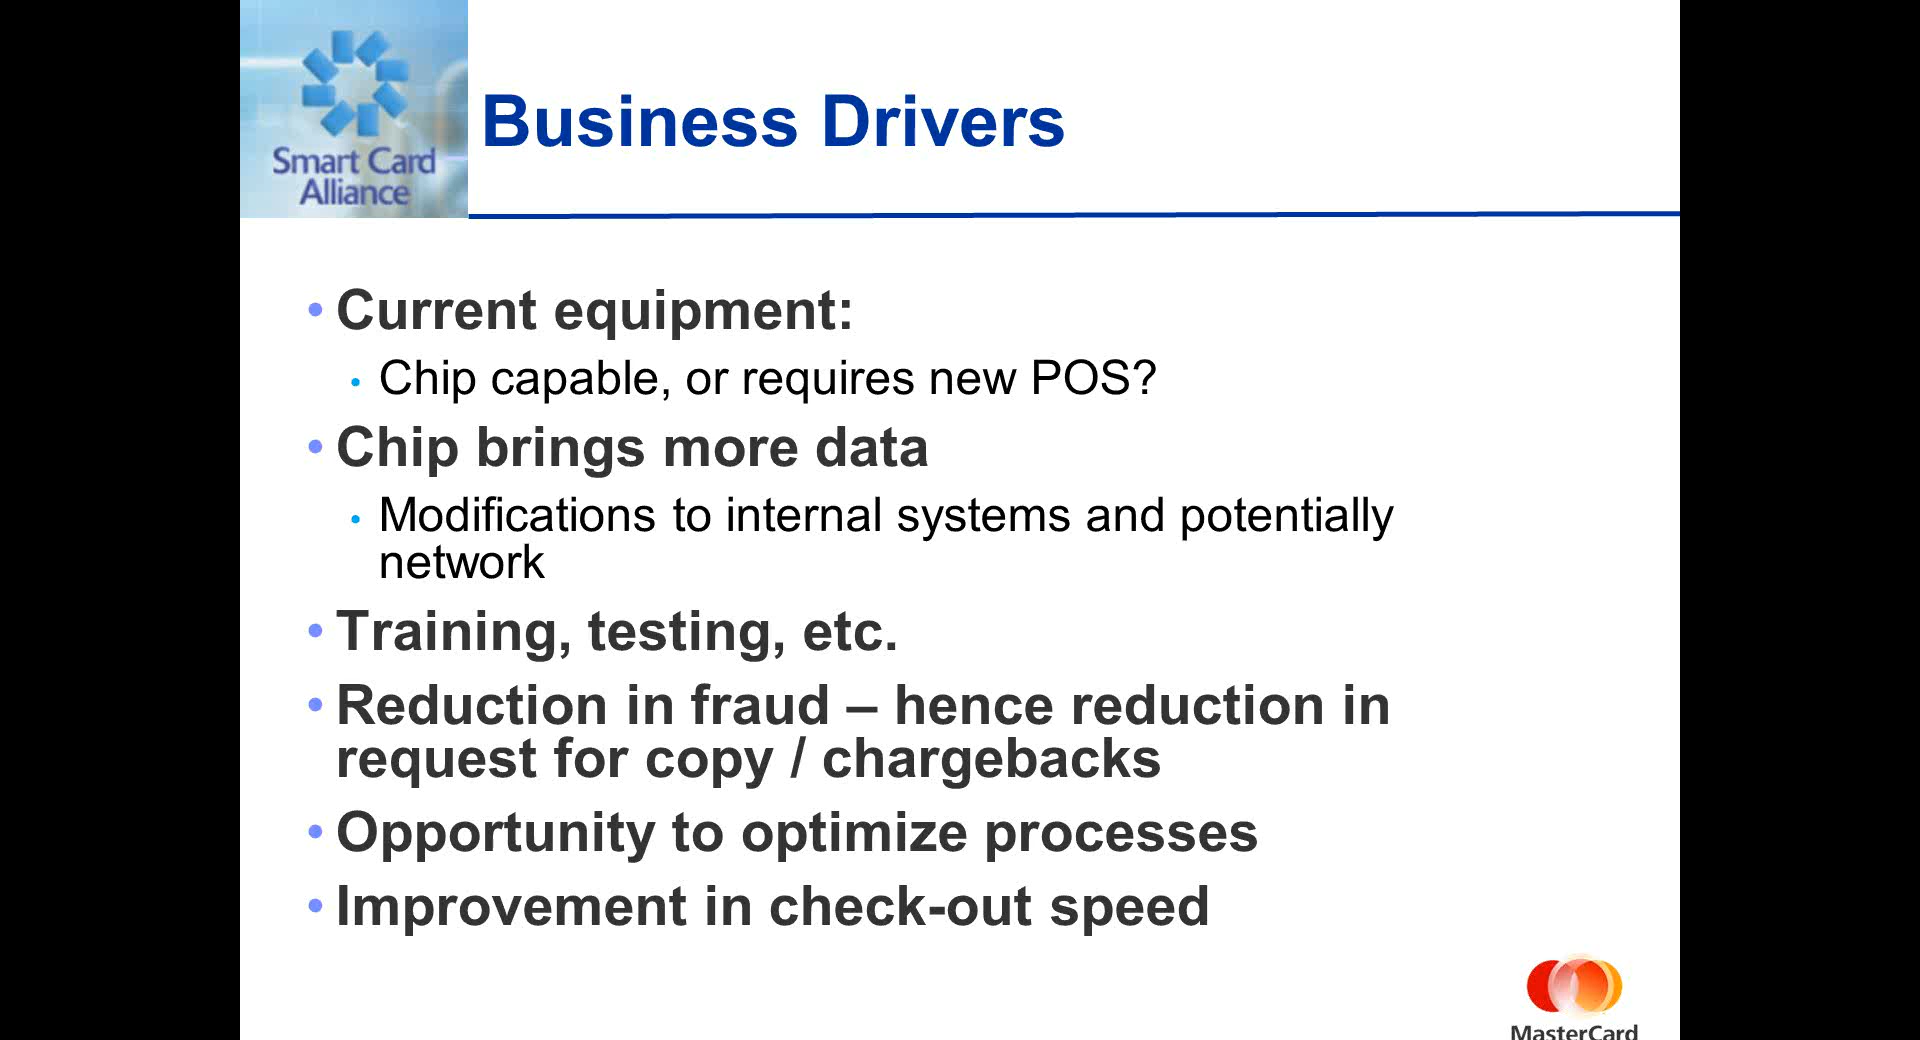 Smart Card
Alliance
Business Drivers
• Current equipment:
• Chip capable, or requires new POS?
• Chip brings more data
• Modifications to internal systems and potentially
network
• Training, testing, etc.
• Reduction in fraud – hence reduction in
request for copy / chargebacks
• Opportunity to optimize processes
• Improvement in check-out speed
MasterCard